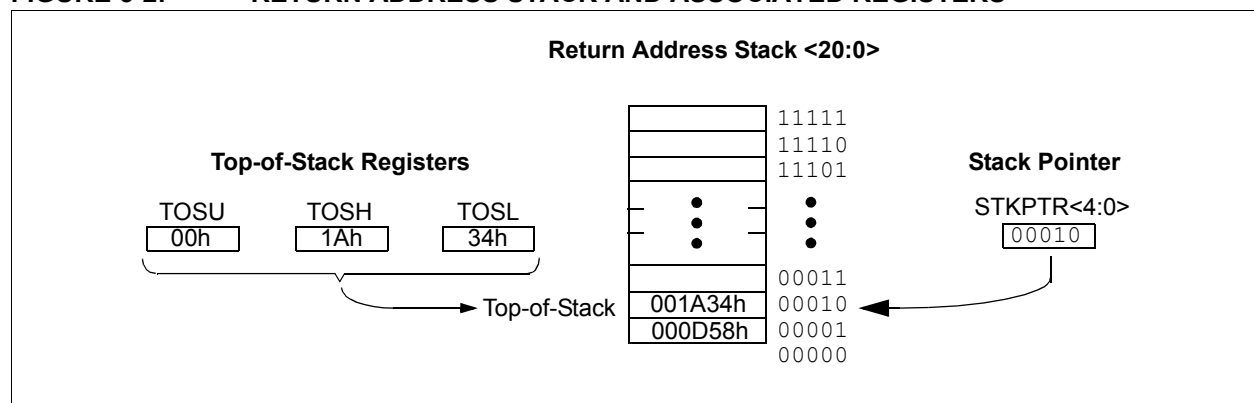 Return Address Stack <20:0>
11111
11110
11101
Top-of-Stack Registers
Stack Pointer
TOSU TOSH TOSL
00h 1Ah 34h
STKPTR<4:0>
00010
00011
Top-of-Stack 001A34h 00010
000D58h 00001
00000